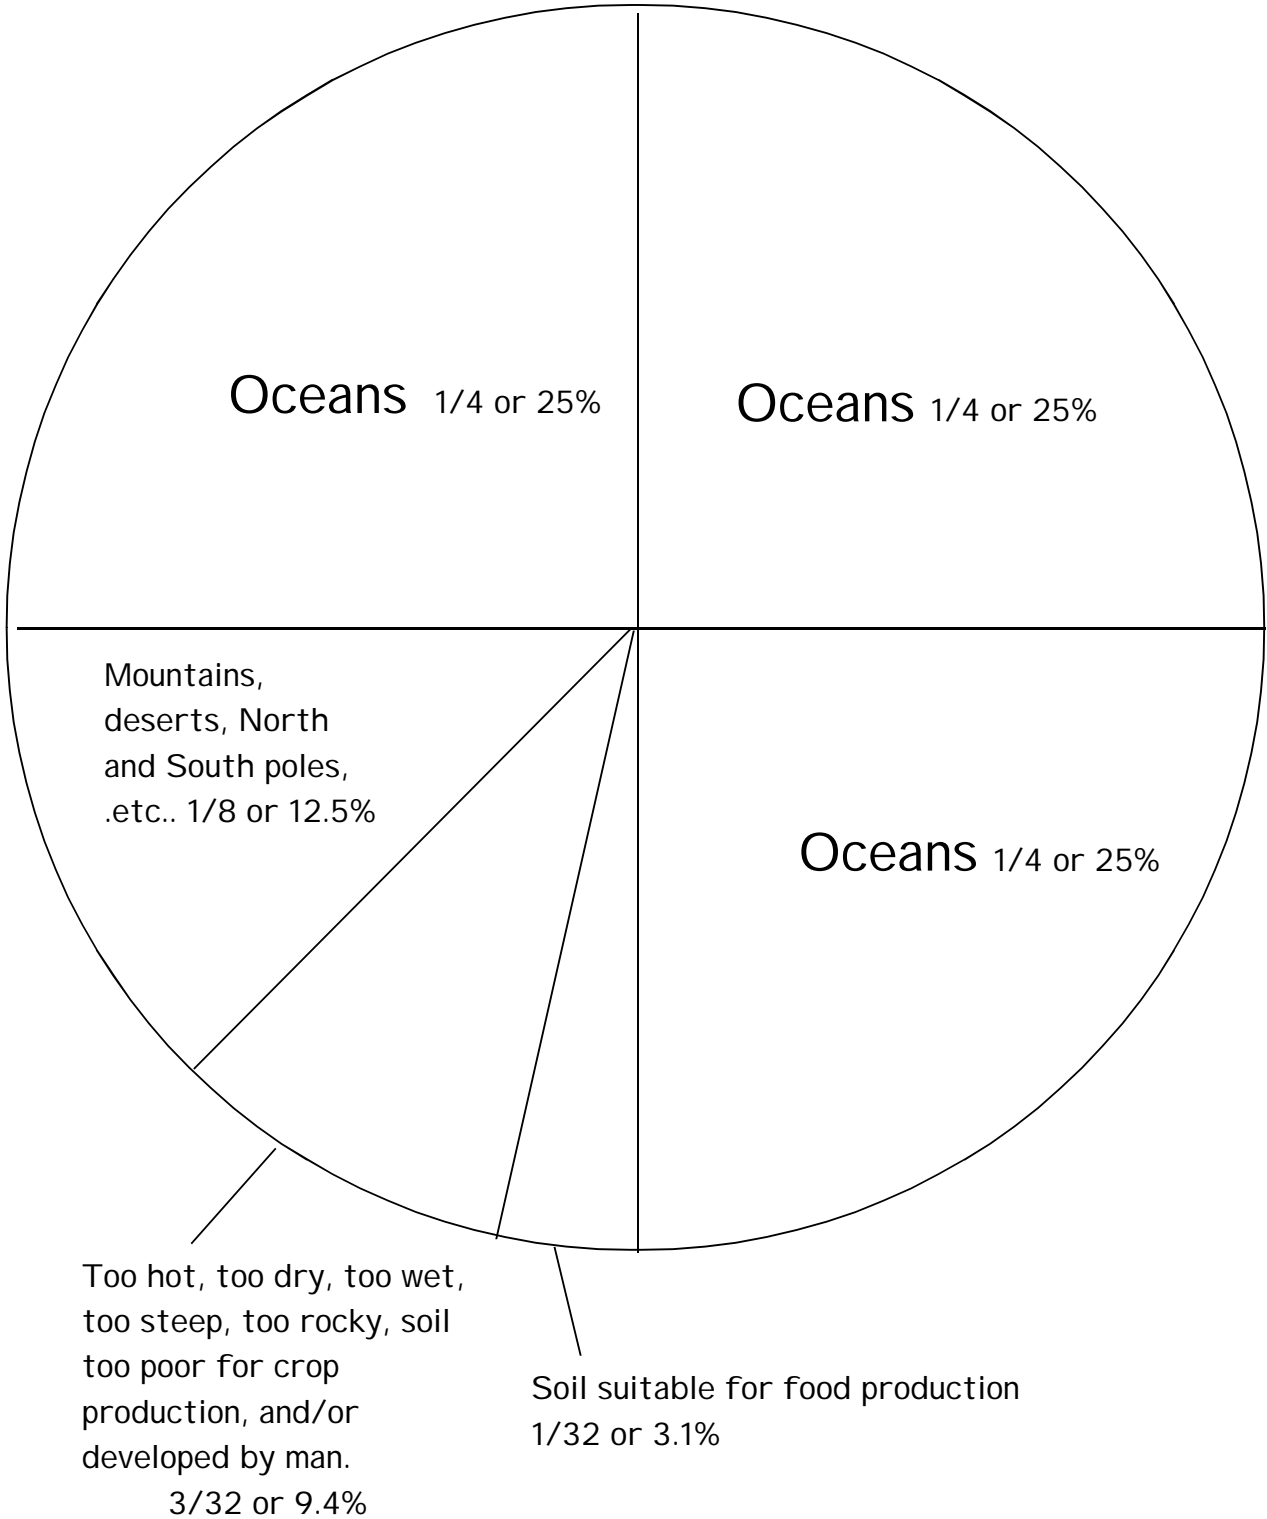 Oceans 1/4 or 25%
Oceans 1/4 or 25%
Mountains,
deserts, North
and South poles,
.etc.. 1/8 or 12.5%
Oceans 1/4 or 25%
Too hot, too dry, too wet,
too steep, too rocky, soil
too poor for crop
production, and/or
developed by man.
3/32 or 9.4%
Soil suitable for food production
1/32 or 3.1%